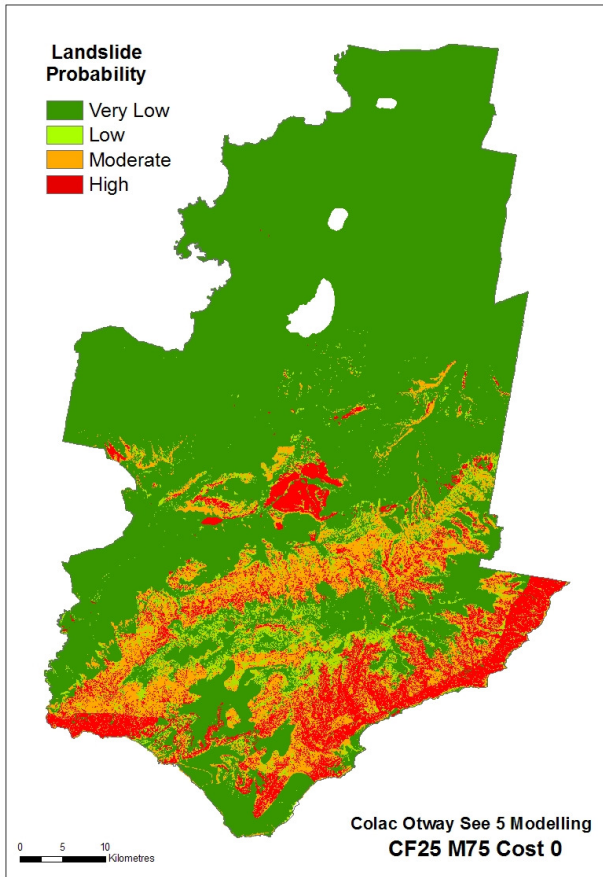 Landslide
Probability
Very Low
Low
Moderate
High
Colac Otway See 5 Modelling
CF25 M75 Cost 0
0 5 10
Kilometres